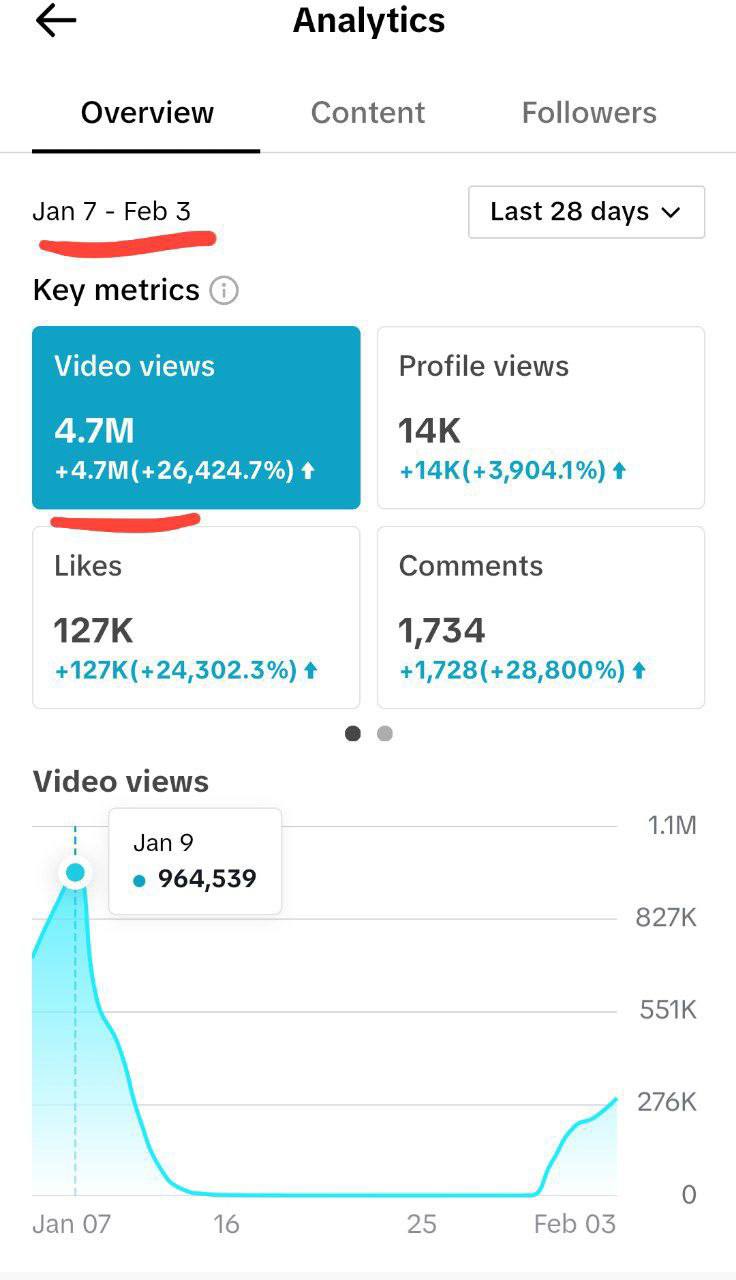 Analytics
Overview Content Followers
Jan 7 - Feb 3 Last 28 days
Key metrics
Video views
4.7M
+4.7M(+26,424.7%)
Profile views
14K
+14K(+3,904.1%)
Likes
127K
+127K(+24,302.3%)
Comments
1,734
+1,728(+28,800%)
Video views
Jan 9
964,539
1.1M
827K
551K
276K
0
Jan 07 16 25 Feb 03